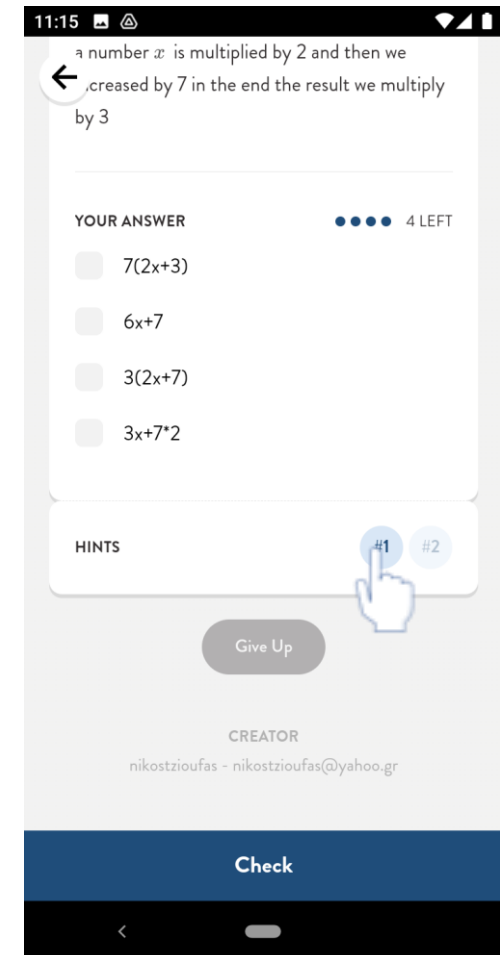 11:15
a number x is multiplied by 2 and then we
creased by 7 in the end the result we multiply
by 3
YOUR ANSWER
4 LEFT
7(2x+3)
6x+7
3(2x+7)
3x+7*2
HINTS
#1 #2
Give Up
CREATOR
nikostzioufas - nikostzioufas@yahoo.gr
Check